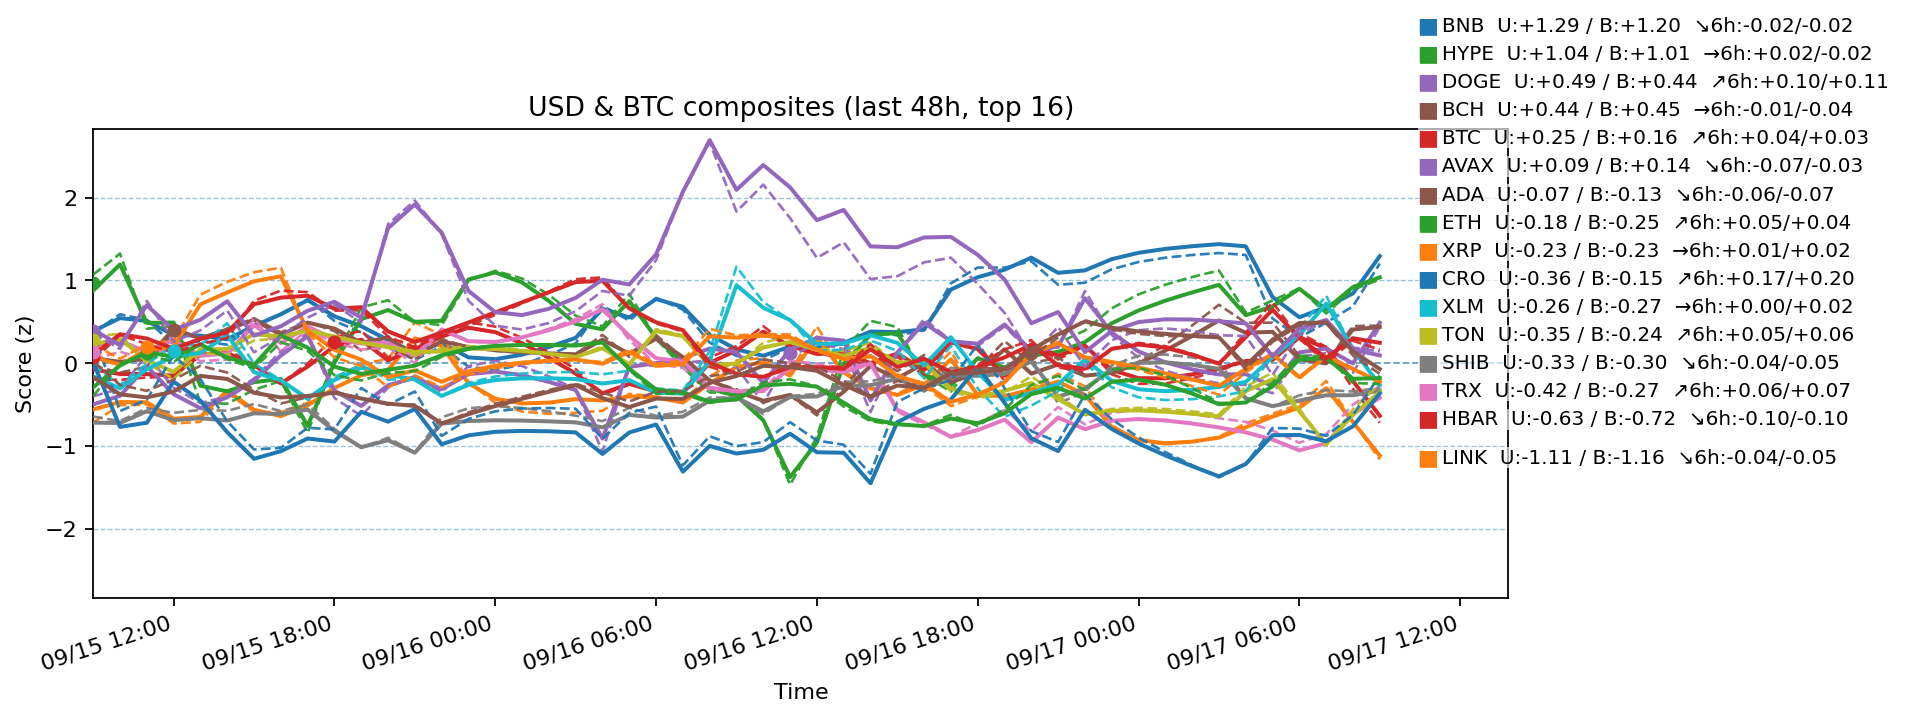 BNB  U:+1.29 / B:+1.20  ↘6h:-0.02/-0.02
HYPE  U:+1.04 / B:+1.01  →6h:+0.02/-0.02
DOGE  U:+0.49 / B:+0.44  ↗6h:+0.10/+0.11
BCH  U:+0.44 / B:+0.45  →6h:-0.01/-0.04
BTC  U:+0.25 / B:+0.16  ↗6h:+0.04/+0.03
AVAX  U:+0.09 / B:+0.14  ↘6h:-0.07/-0.03
ADA  U:-0.07 / B:-0.13  ↘6h:-0.06/-0.07
ETH  U:-0.18 / B:-0.25  ↗6h:+0.05/+0.04
XRP  U:-0.23 / B:-0.23  →6h:+0.01/+0.02
CRO  U:-0.36 / B:-0.15  ↗6h:+0.17/+0.20
XLM  U:-0.26 / B:-0.27  →6h:+0.00/+0.02
TON  U:-0.35 / B:-0.24  ↗6h:+0.05/+0.06
SHIB  U:-0.33 / B:-0.30  ↘6h:-0.04/-0.05
TRX  U:-0.42 / B:-0.27  ↗6h:+0.06/+0.07
HBAR  U:-0.63 / B:-0.72  ↘6h:-0.10/-0.10
LINK  U:-1.11 / B:-1.16  ↘6h:-0.04/-0.05
USD & BTC composites (last 48h, top 16)
Score (z)
2
1
0
−1
−2
09/15 12:00
09/15 18:00
09/16 00:00
09/16 06:00
09/16 12:00
09/16 18:00
09/17 00:00
09/17 06:00
09/17 12:00
Time